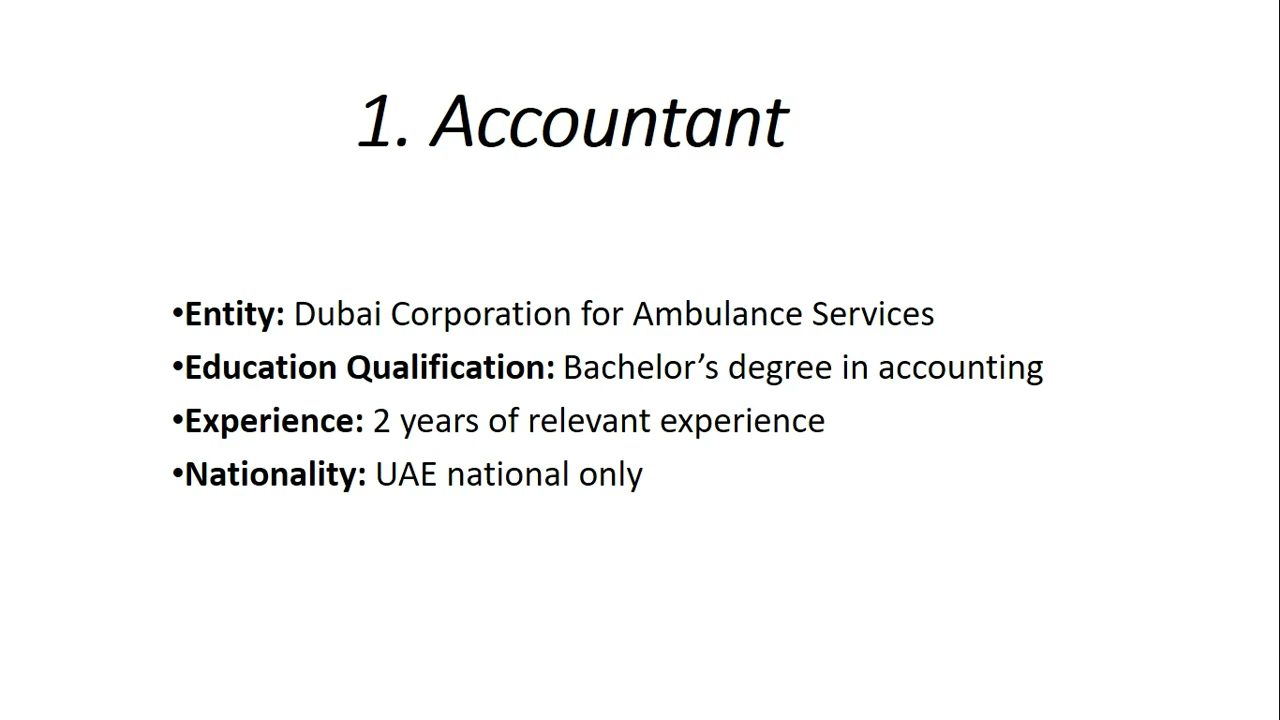 1. Accountant
•Entity: Dubai Corporation for Ambulance Services
•Education Qualification: Bachelor’s degree in accounting
•Experience: 2 years of relevant experience
•Nationality: UAE national only